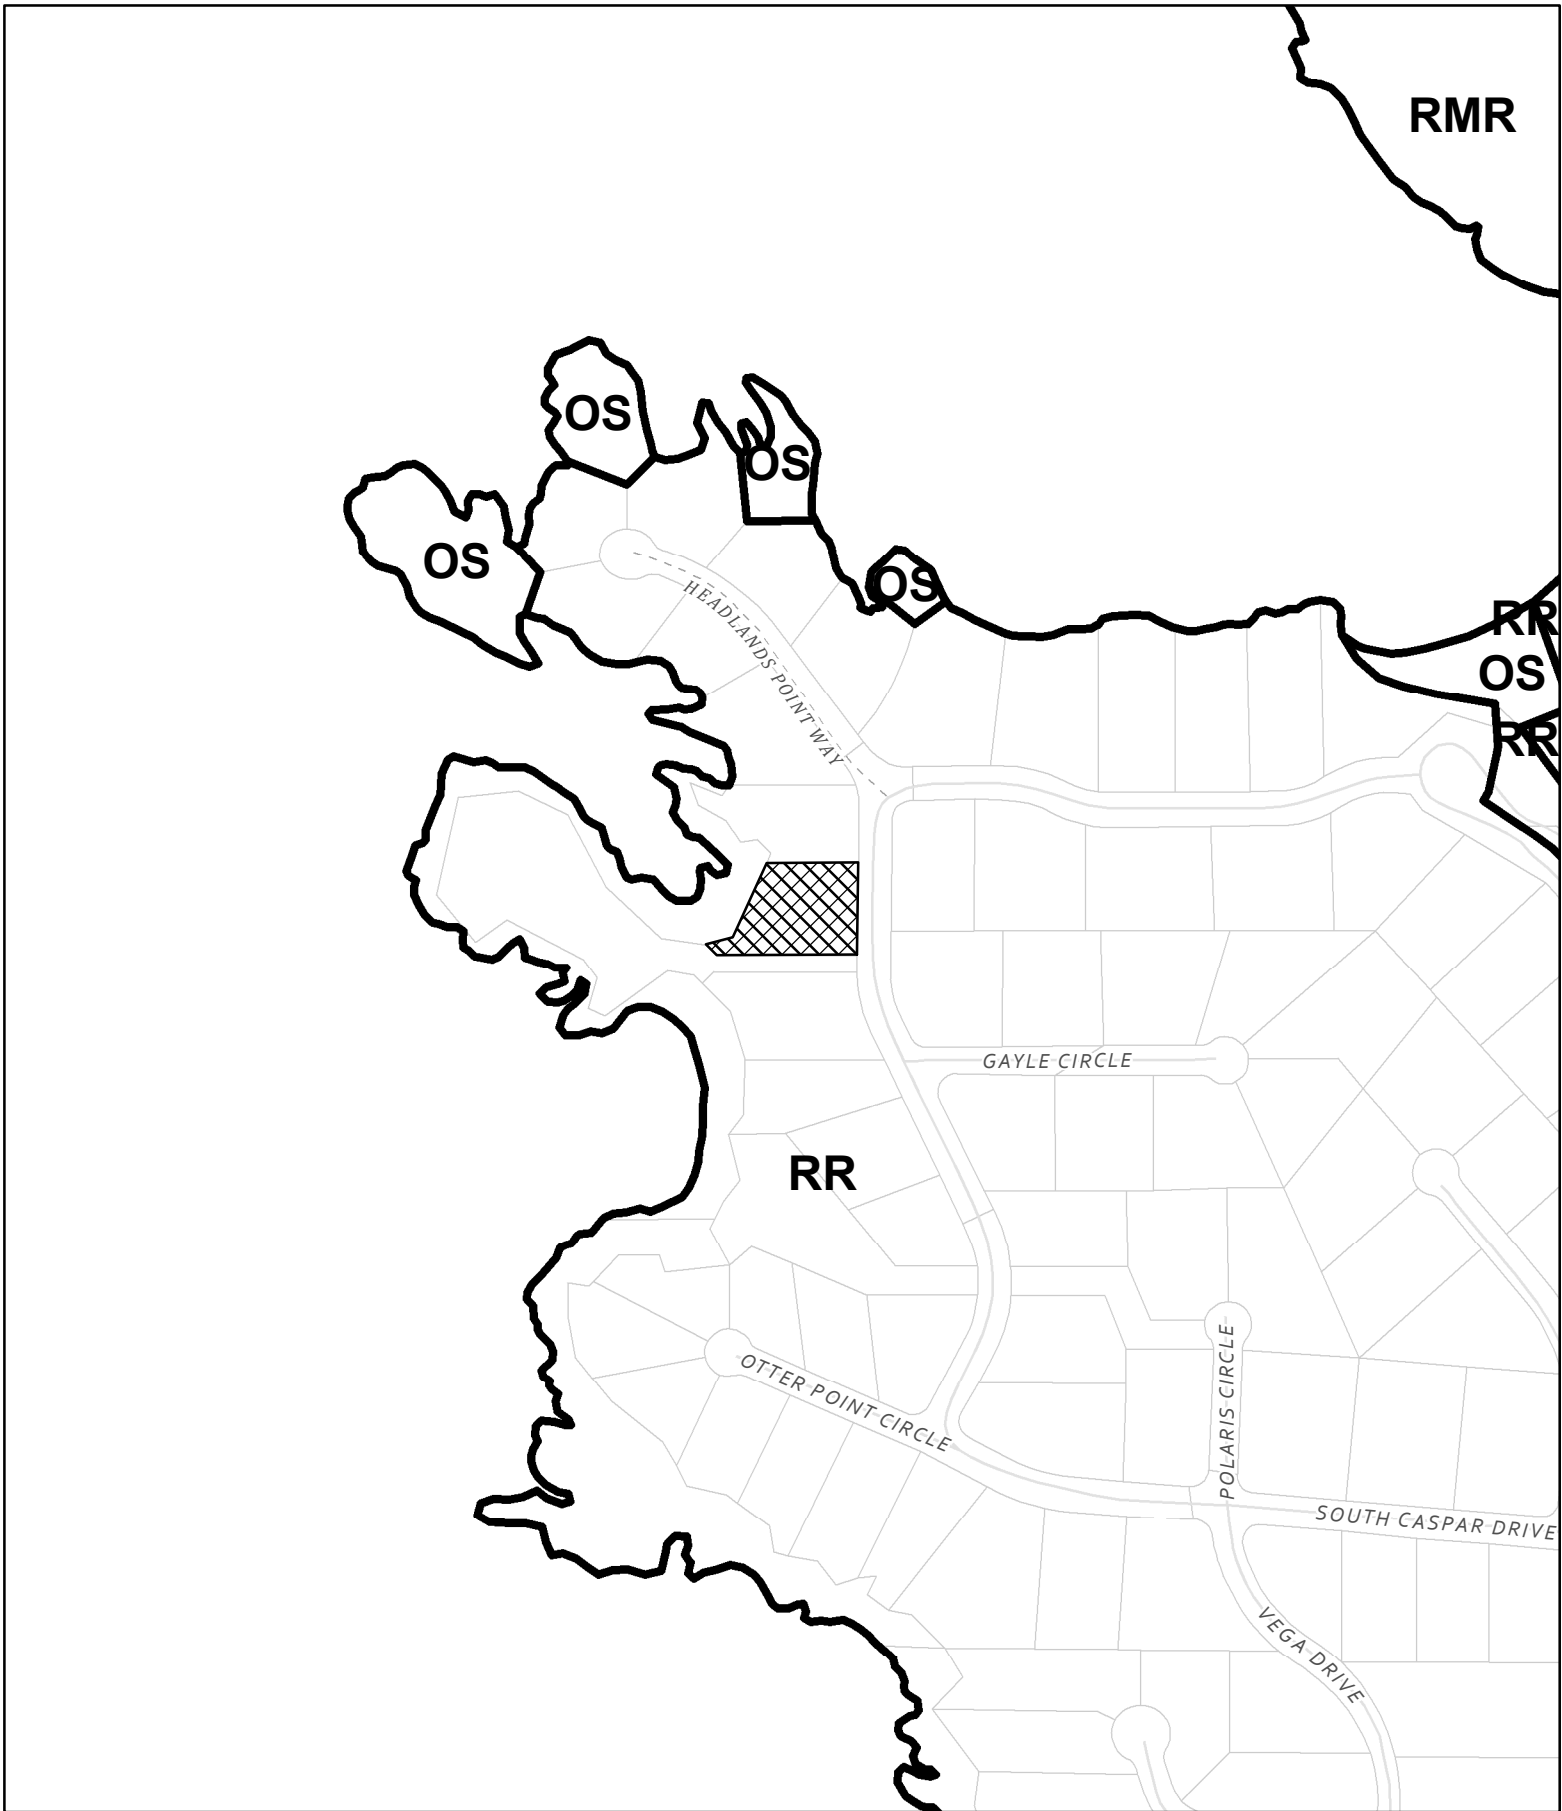 RMR
OS
OS
OS
OS
HEADLANDS POINT WAY
RR
OS
RR
GAYLE CIRCLE
RR
OTTER POINT CIRCLE
POLARIS CIRCLE
SOUTH CASPAR DRIVE
VEGA DRIVE